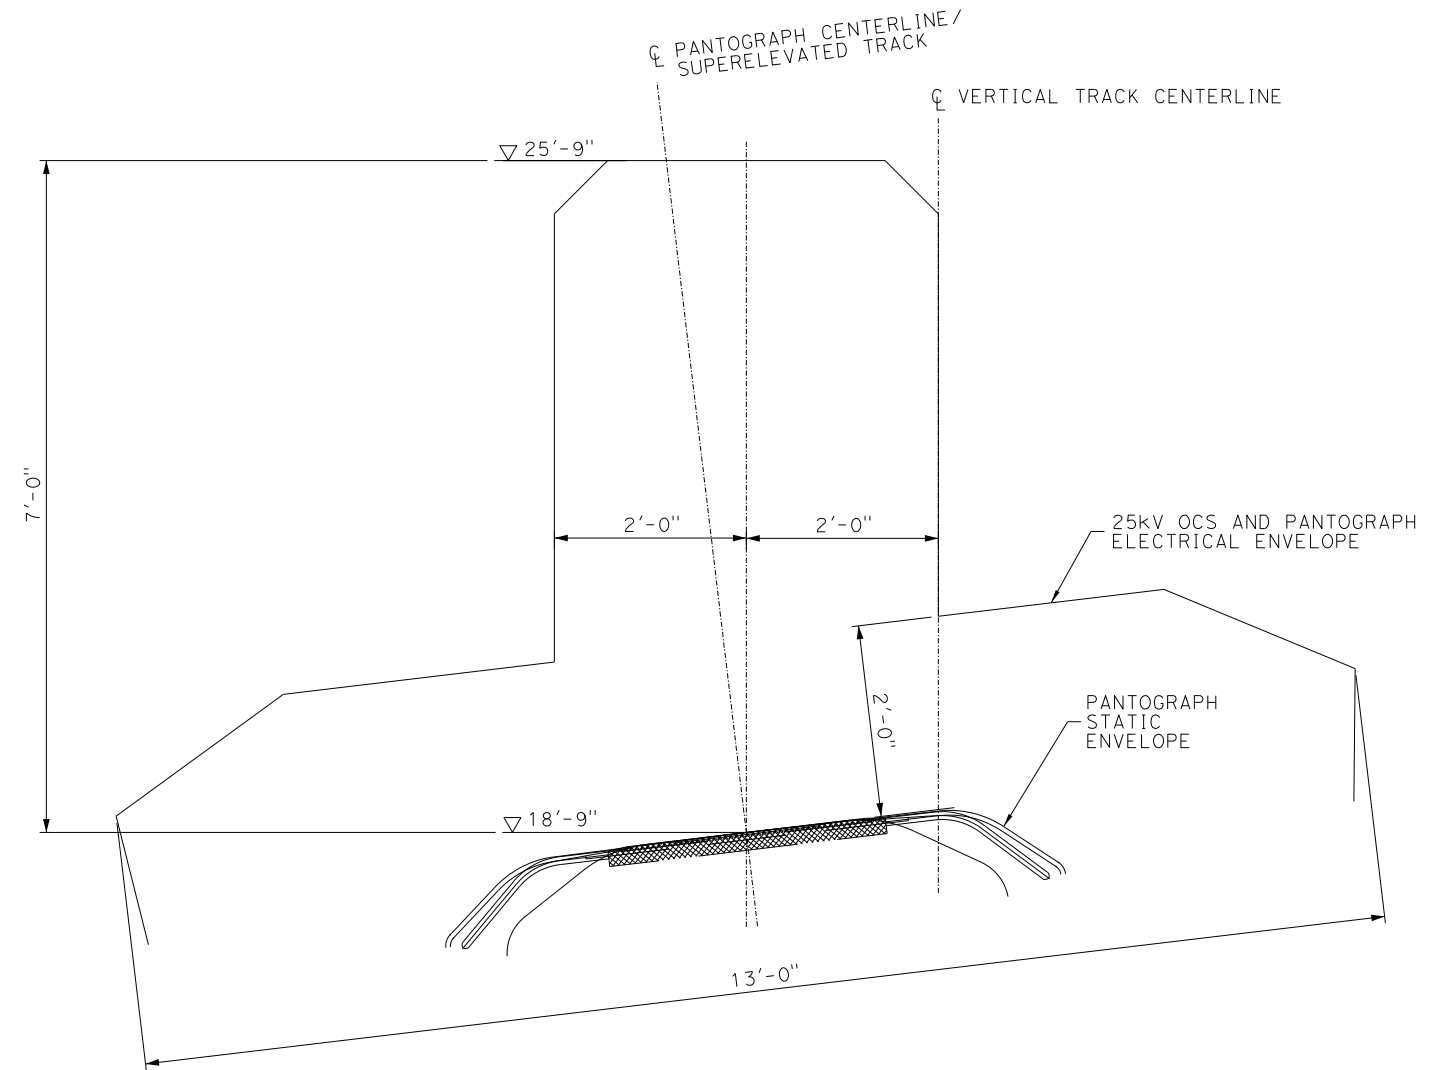 ℄ PANTOGRAPH CENTERLINE/
SUPERELEVATED TRACK
℄ VERTICAL TRACK CENTERLINE
25'-9"
7'-0"
2'-0"
2'-0"
25kV OCS AND PANTOGRAPH
ELECTRICAL ENVELOPE
2'-0"
PANTOGRAPH
STATIC
ENVELOPE
18'-9"
13'-0"